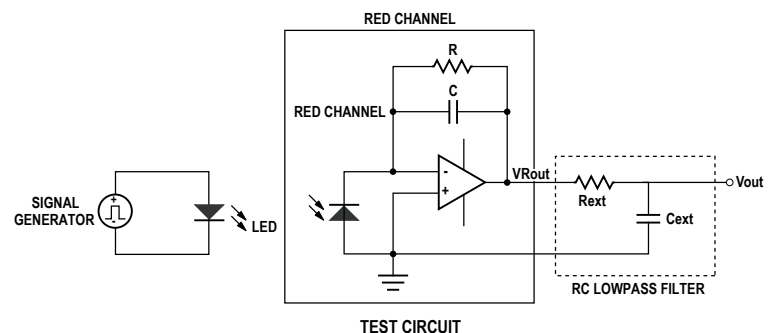 RED CHANNEL
R
C
RED CHANNEL
-
+
VRout
Rext
Cext
Vout
RC LOWPASS FILTER
SIGNAL
GENERATOR
+
-
LED
TEST CIRCUIT